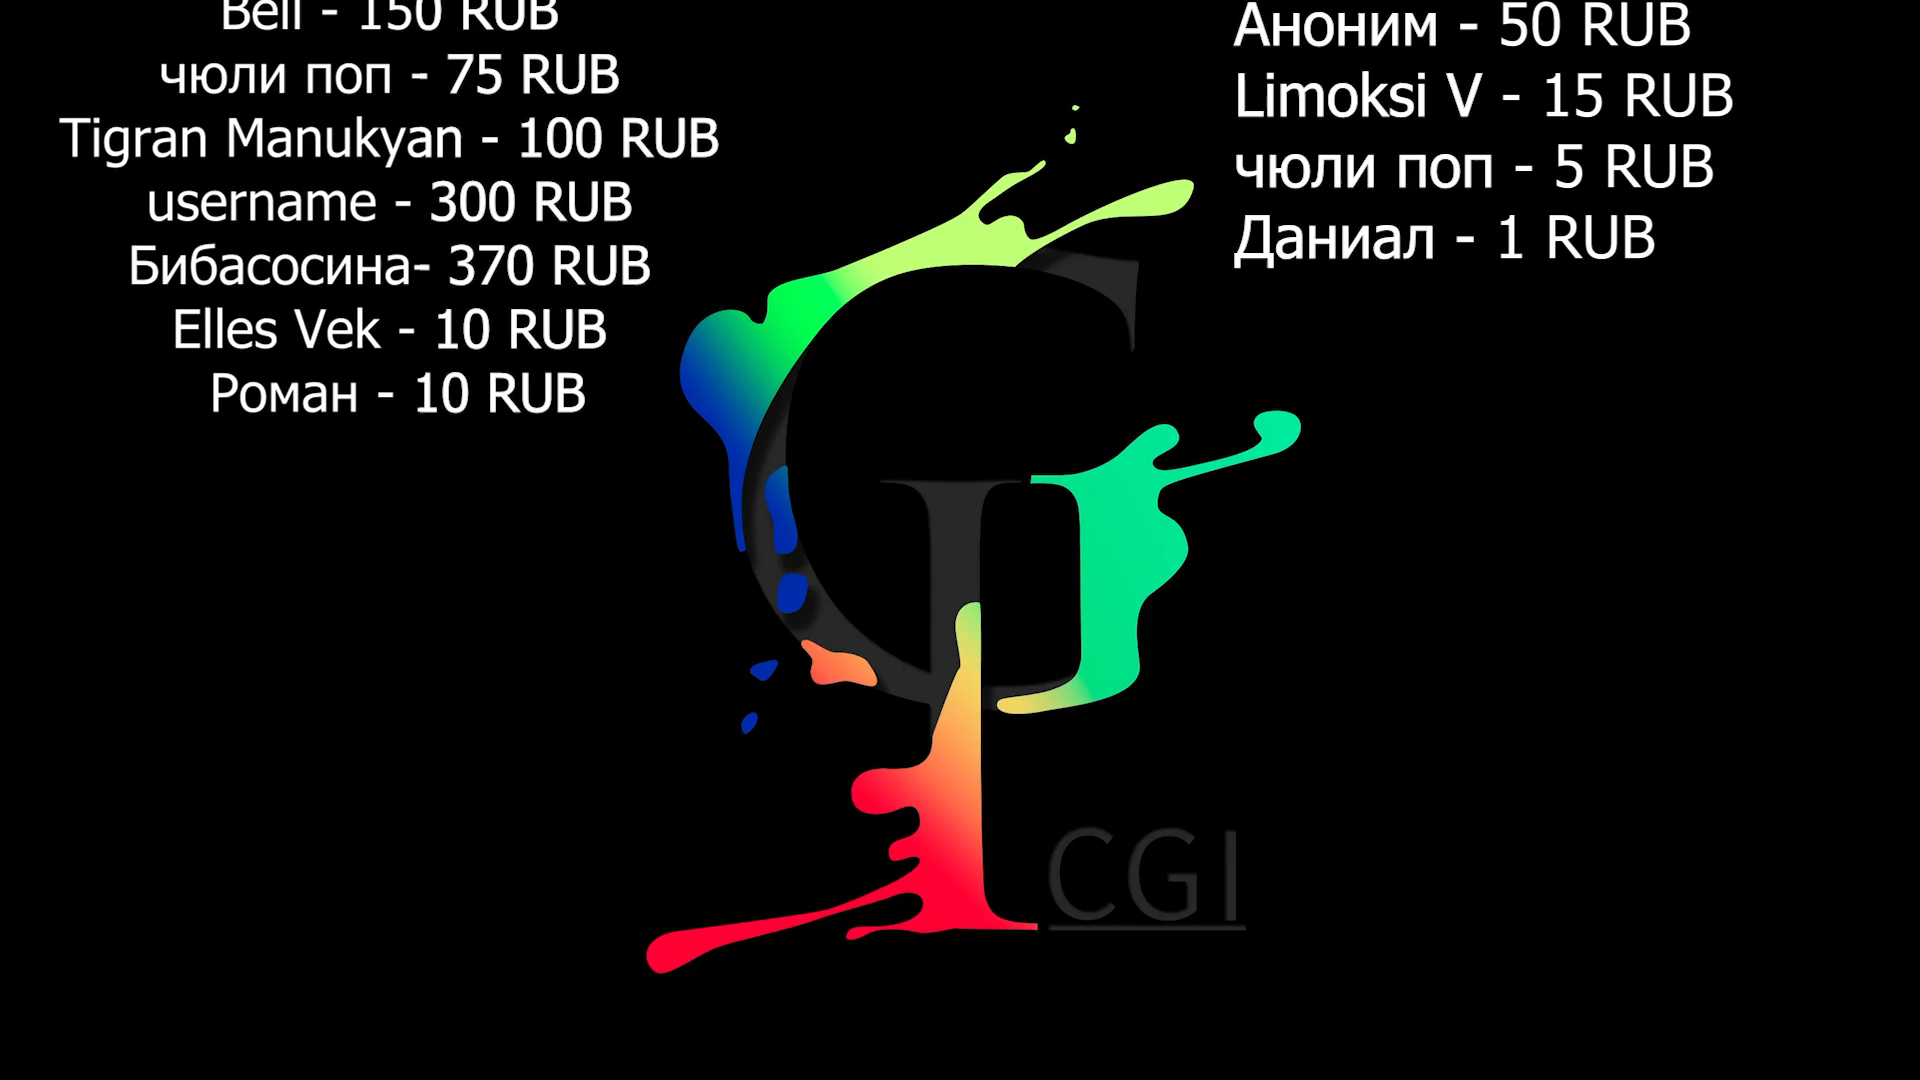 Bell - 150 RUB
чюли поп - 75 RUB
Tigran Manukyan - 100 RUB
username - 300 RUB
Бибасосина- 370 RUB
Elles Vek - 10 RUB
Роман - 10 RUB
Аноним - 50 RUB
Limoksi V - 15 RUB
чюли поп - 5 RUB
Даниал - 1 RUB
CGI